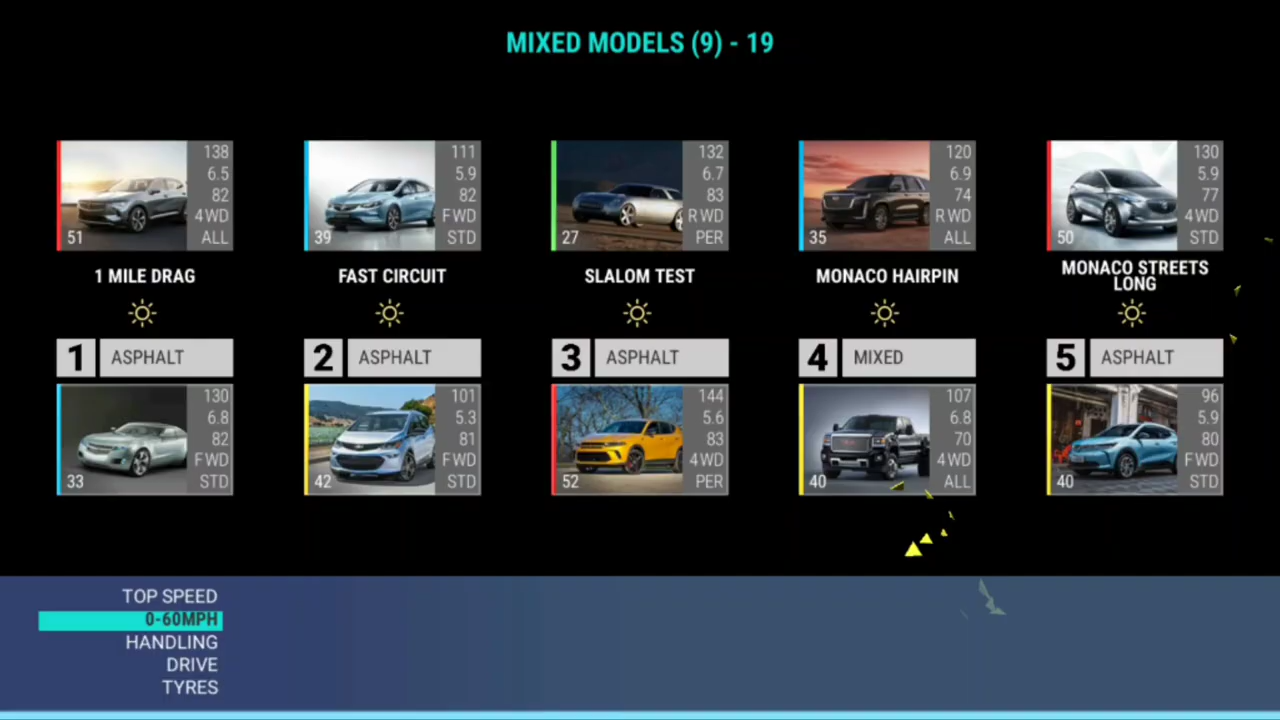 MIXED MODELS (9) - 19
138
6.5
82
4WD
51 ALL
111
5.9
82
FWD
39 STD
132
6.7
83
RWD
27 PER
120
6.9
74
RWD
35 ALL
130
5.9
77
4WD
50 STD
1 MILE DRAG
FAST CIRCUIT
SLALOM TEST
MONACO HAIRPIN
MONACO STREETS
LONG
1 ASPHALT
2 ASPHALT
3 ASPHALT
4 MIXED
5 ASPHALT
130
6.8
82
FWD
33 STD
101
5.3
81
FWD
42 STD
144
5.6
83
4WD
52 PER
107
6.8
70
4WD
40 ALL
96
5.9
80
FWD
40 STD
TOP SPEED
0-60MPH
HANDLING
DRIVE
TYRES